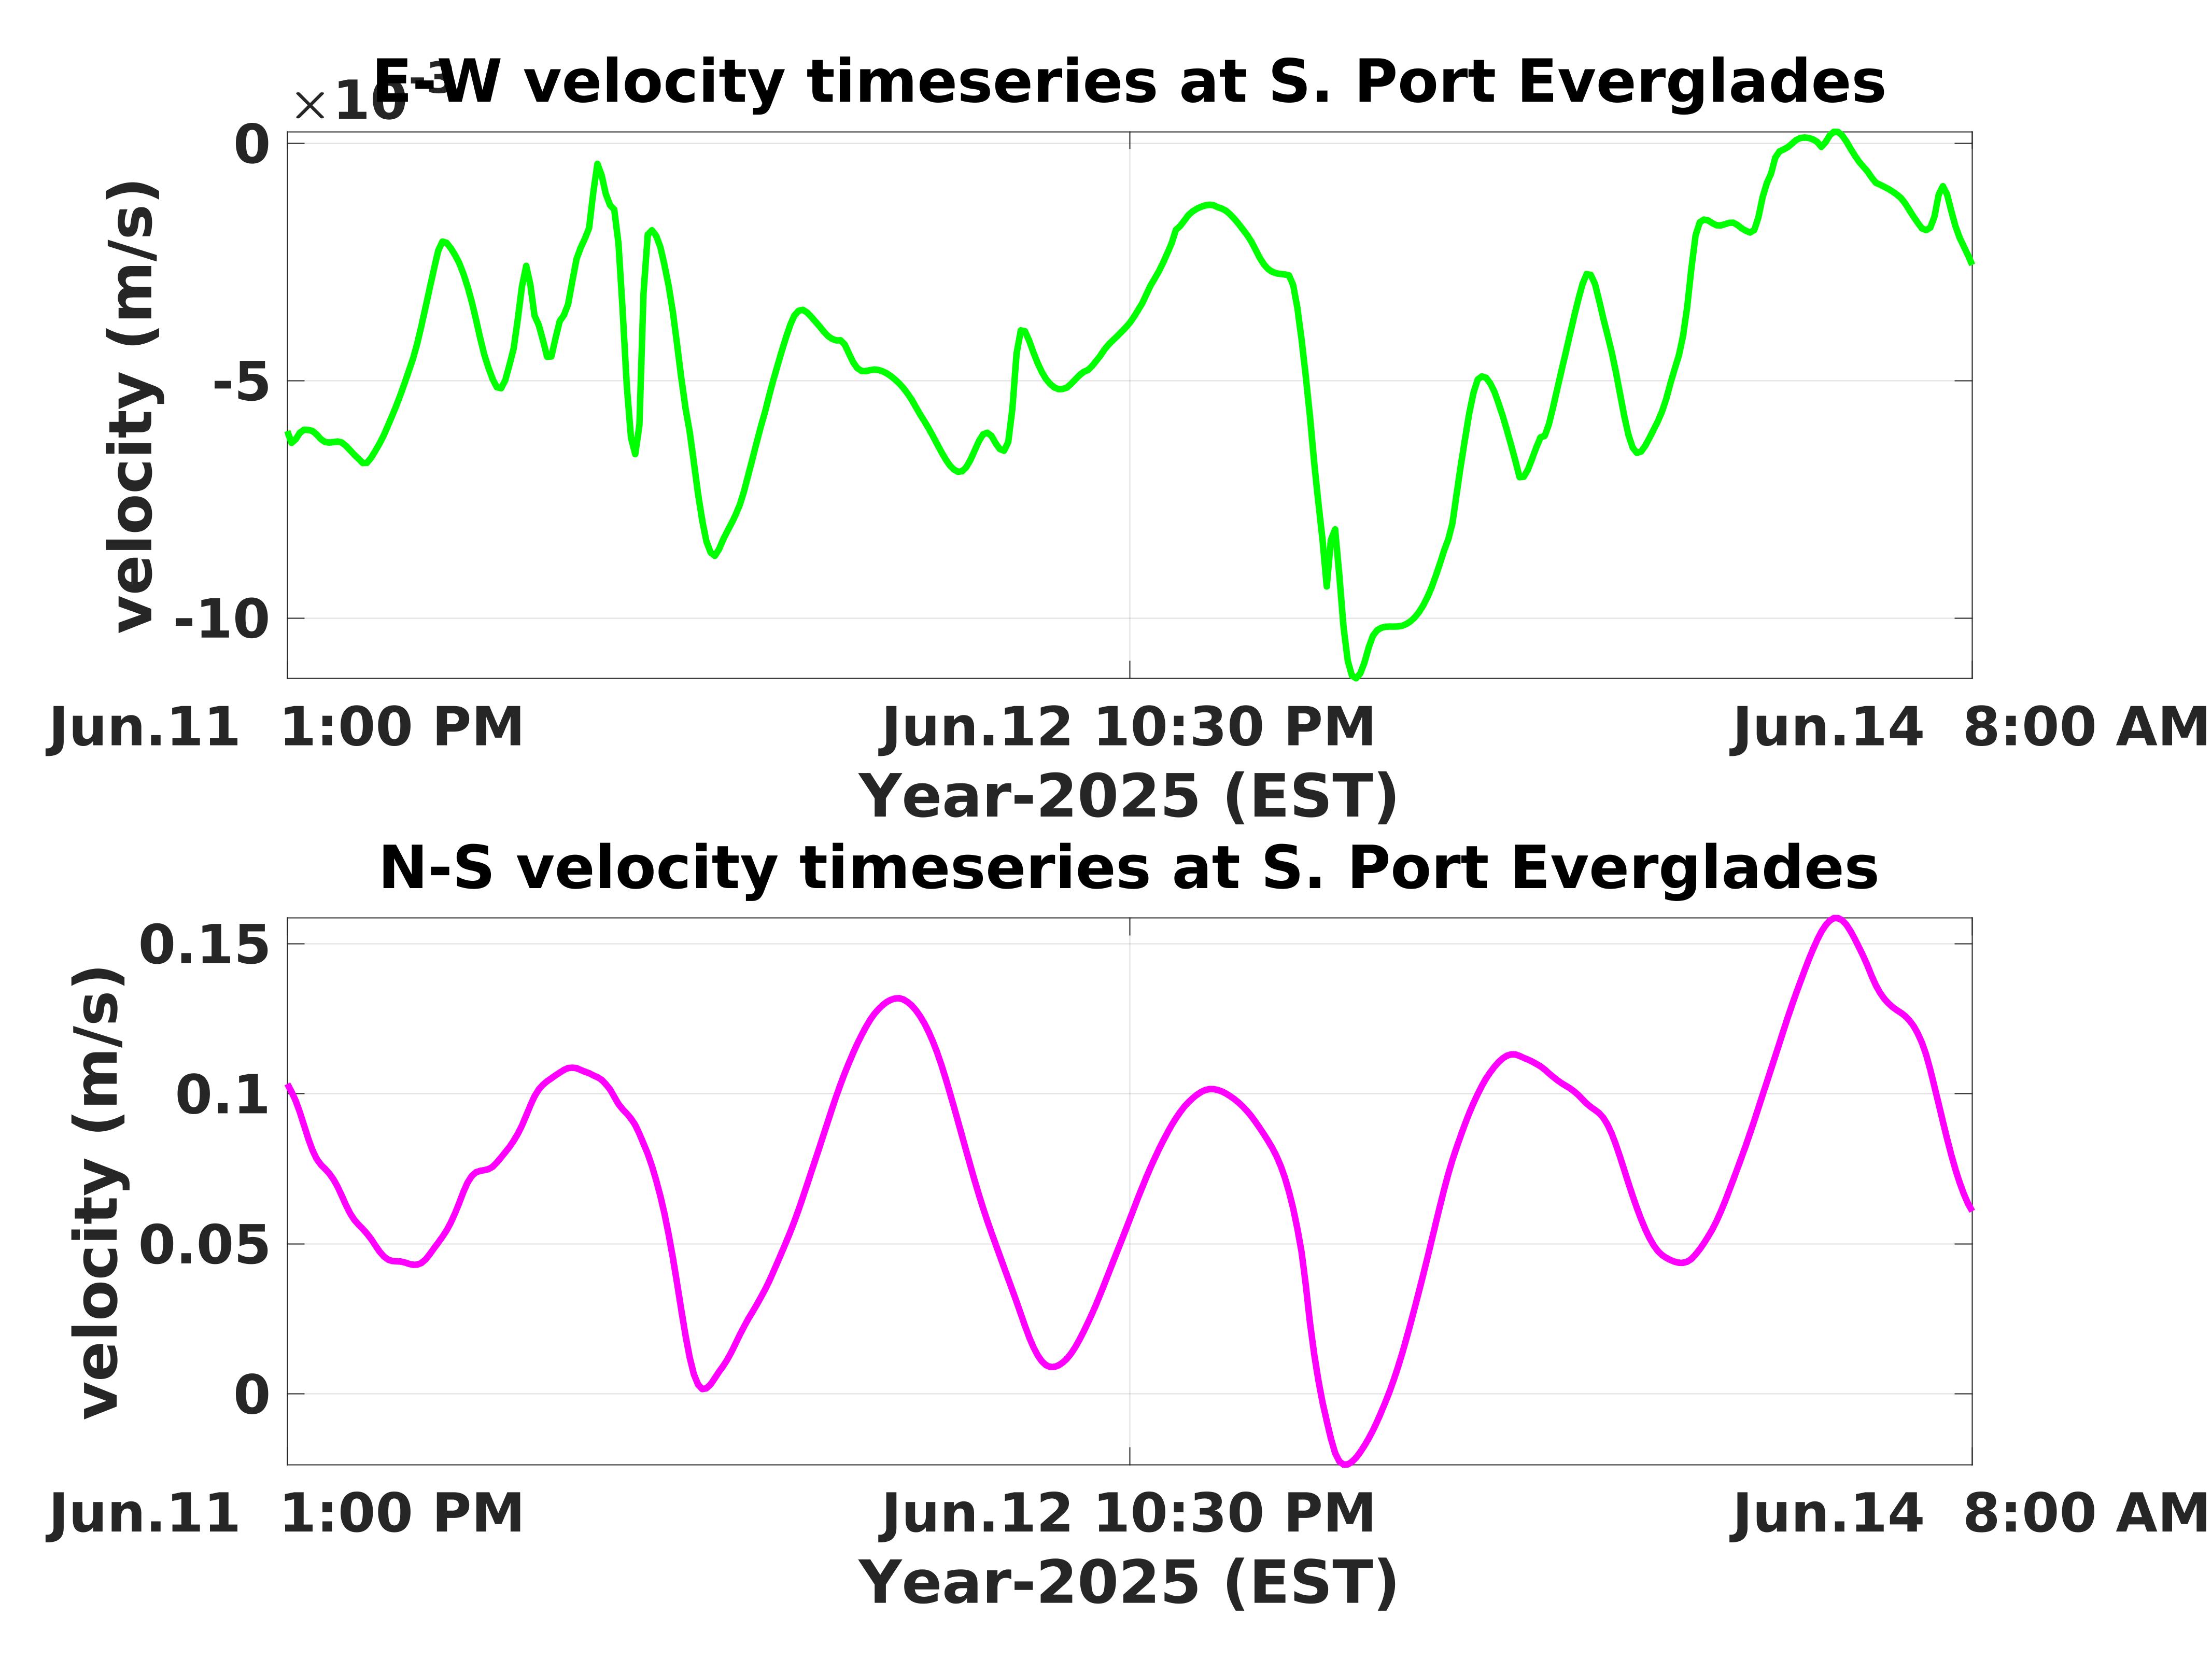 E-W velocity timeseries at S. Port Everglades
×10-3
velocity (m/s)
0
-5
-10
Jun.11  1:00 PM
Jun.12 10:30 PM
Jun.14  8:00 AM
Year-2025 (EST)
N-S velocity timeseries at S. Port Everglades
velocity (m/s)
0.15
0.1
0.05
0
Jun.11  1:00 PM
Jun.12 10:30 PM
Jun.14  8:00 AM
Year-2025 (EST)